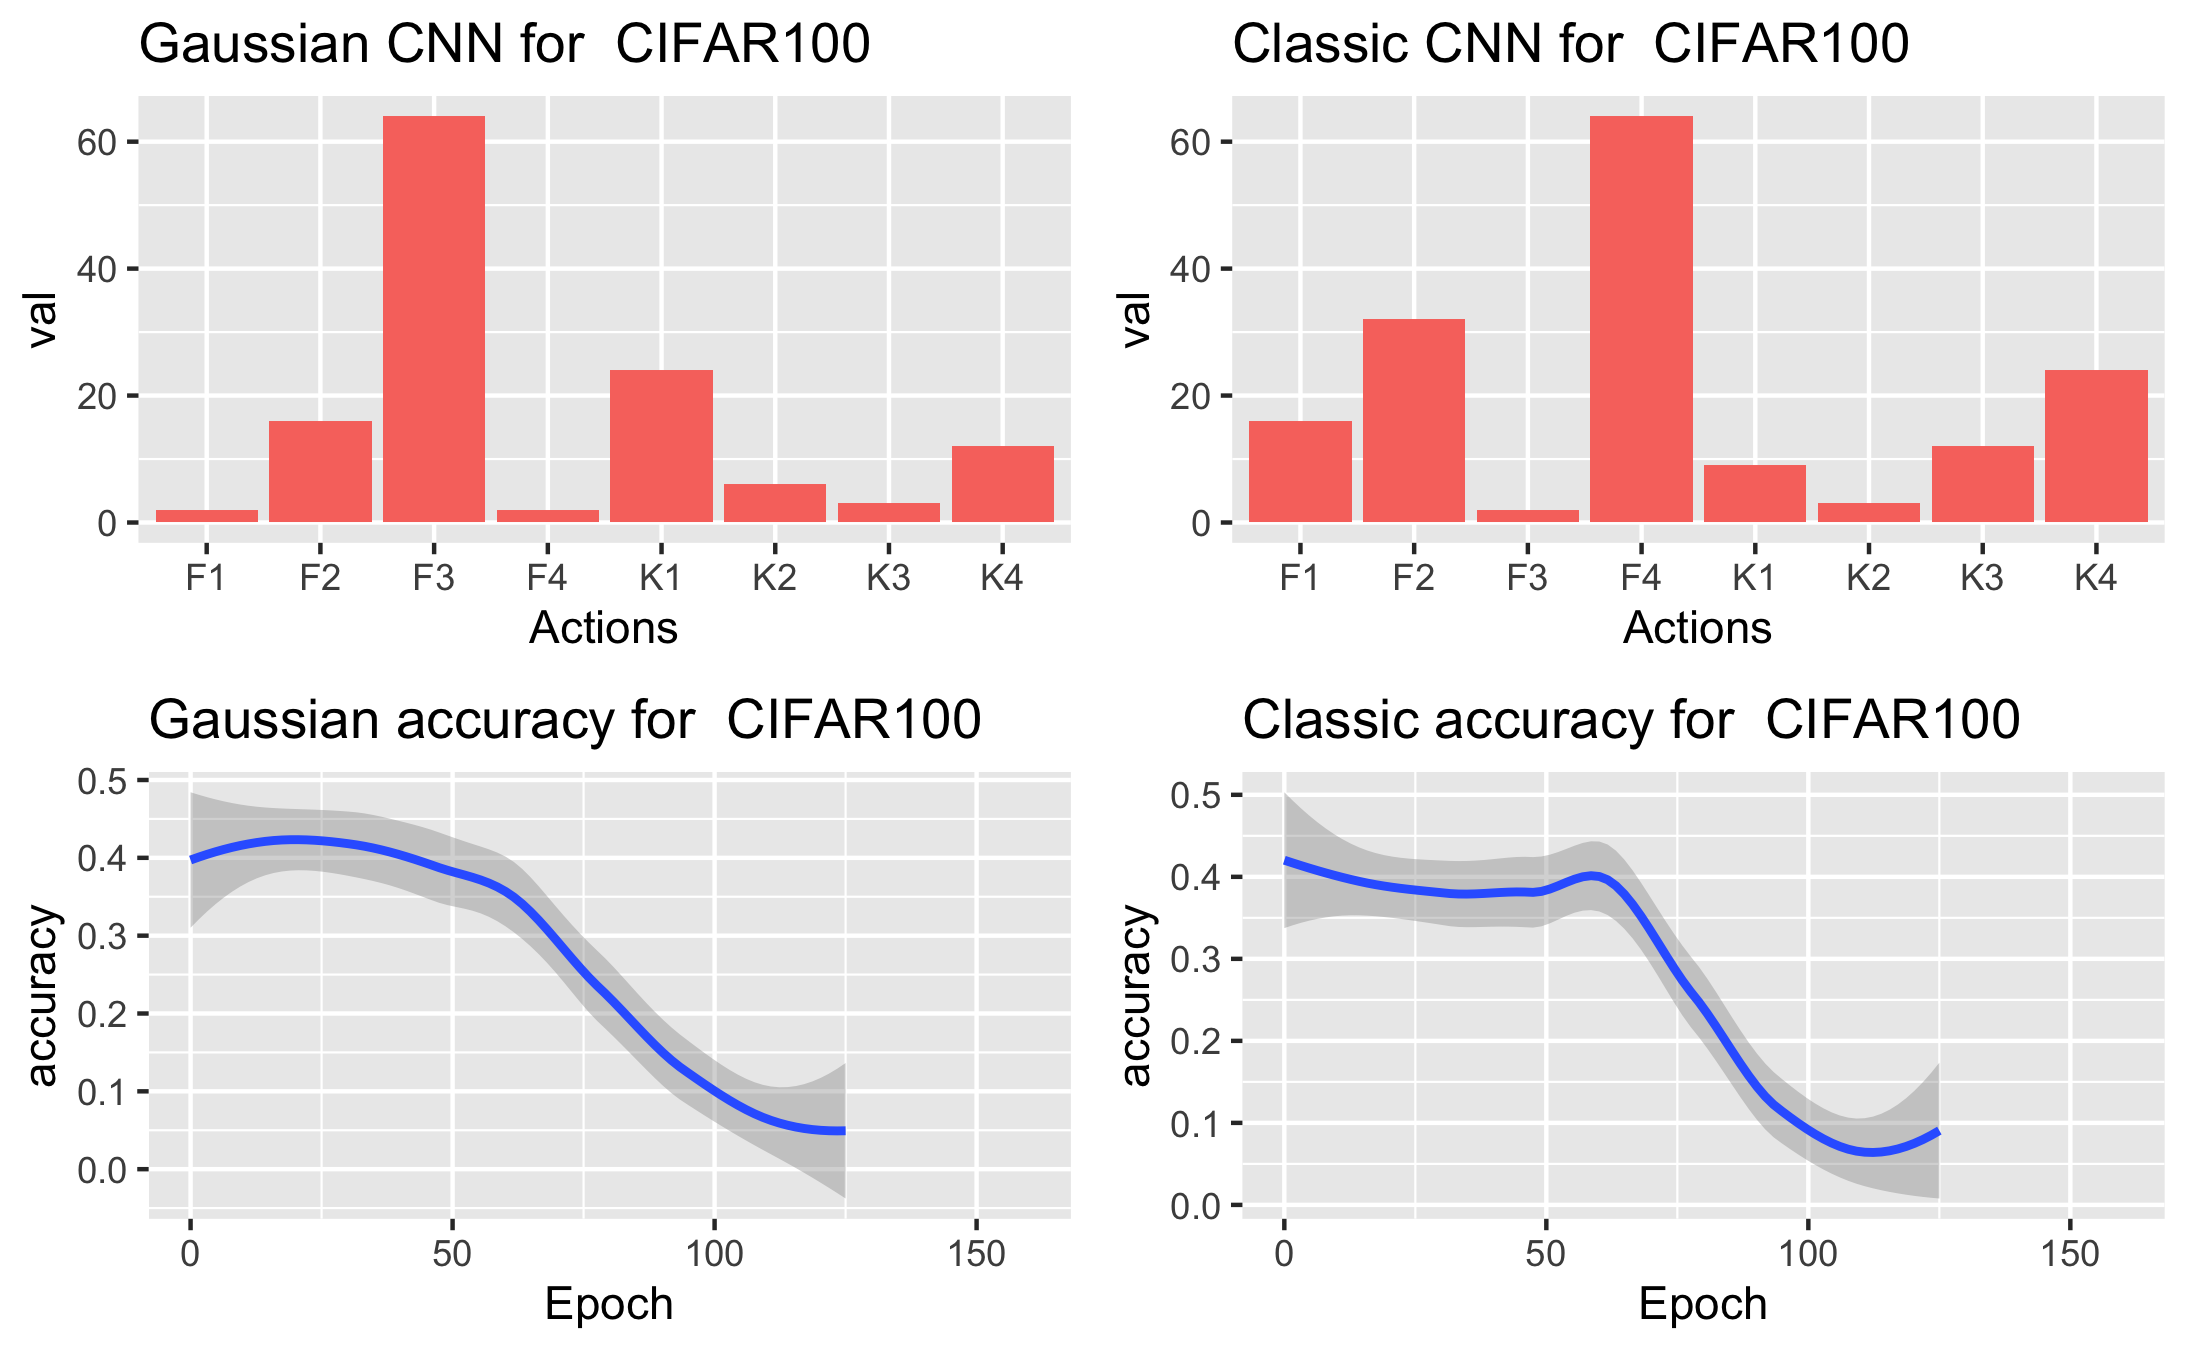 Gaussian CNN for  CIFAR100
val
60
40
20
0
F1 F2 F3 F4 K1 K2 K3 K4
Actions
Classic CNN for  CIFAR100
val
60
40
20
0
F1 F2 F3 F4 K1 K2 K3 K4
Actions
Gaussian accuracy for  CIFAR100
accuracy
0.5
0.4
0.3
0.2
0.1
0.0
0 50 100 150
Epoch
Classic accuracy for  CIFAR100
accuracy
0.5
0.4
0.3
0.2
0.1
0.0
0 50 100 150
Epoch